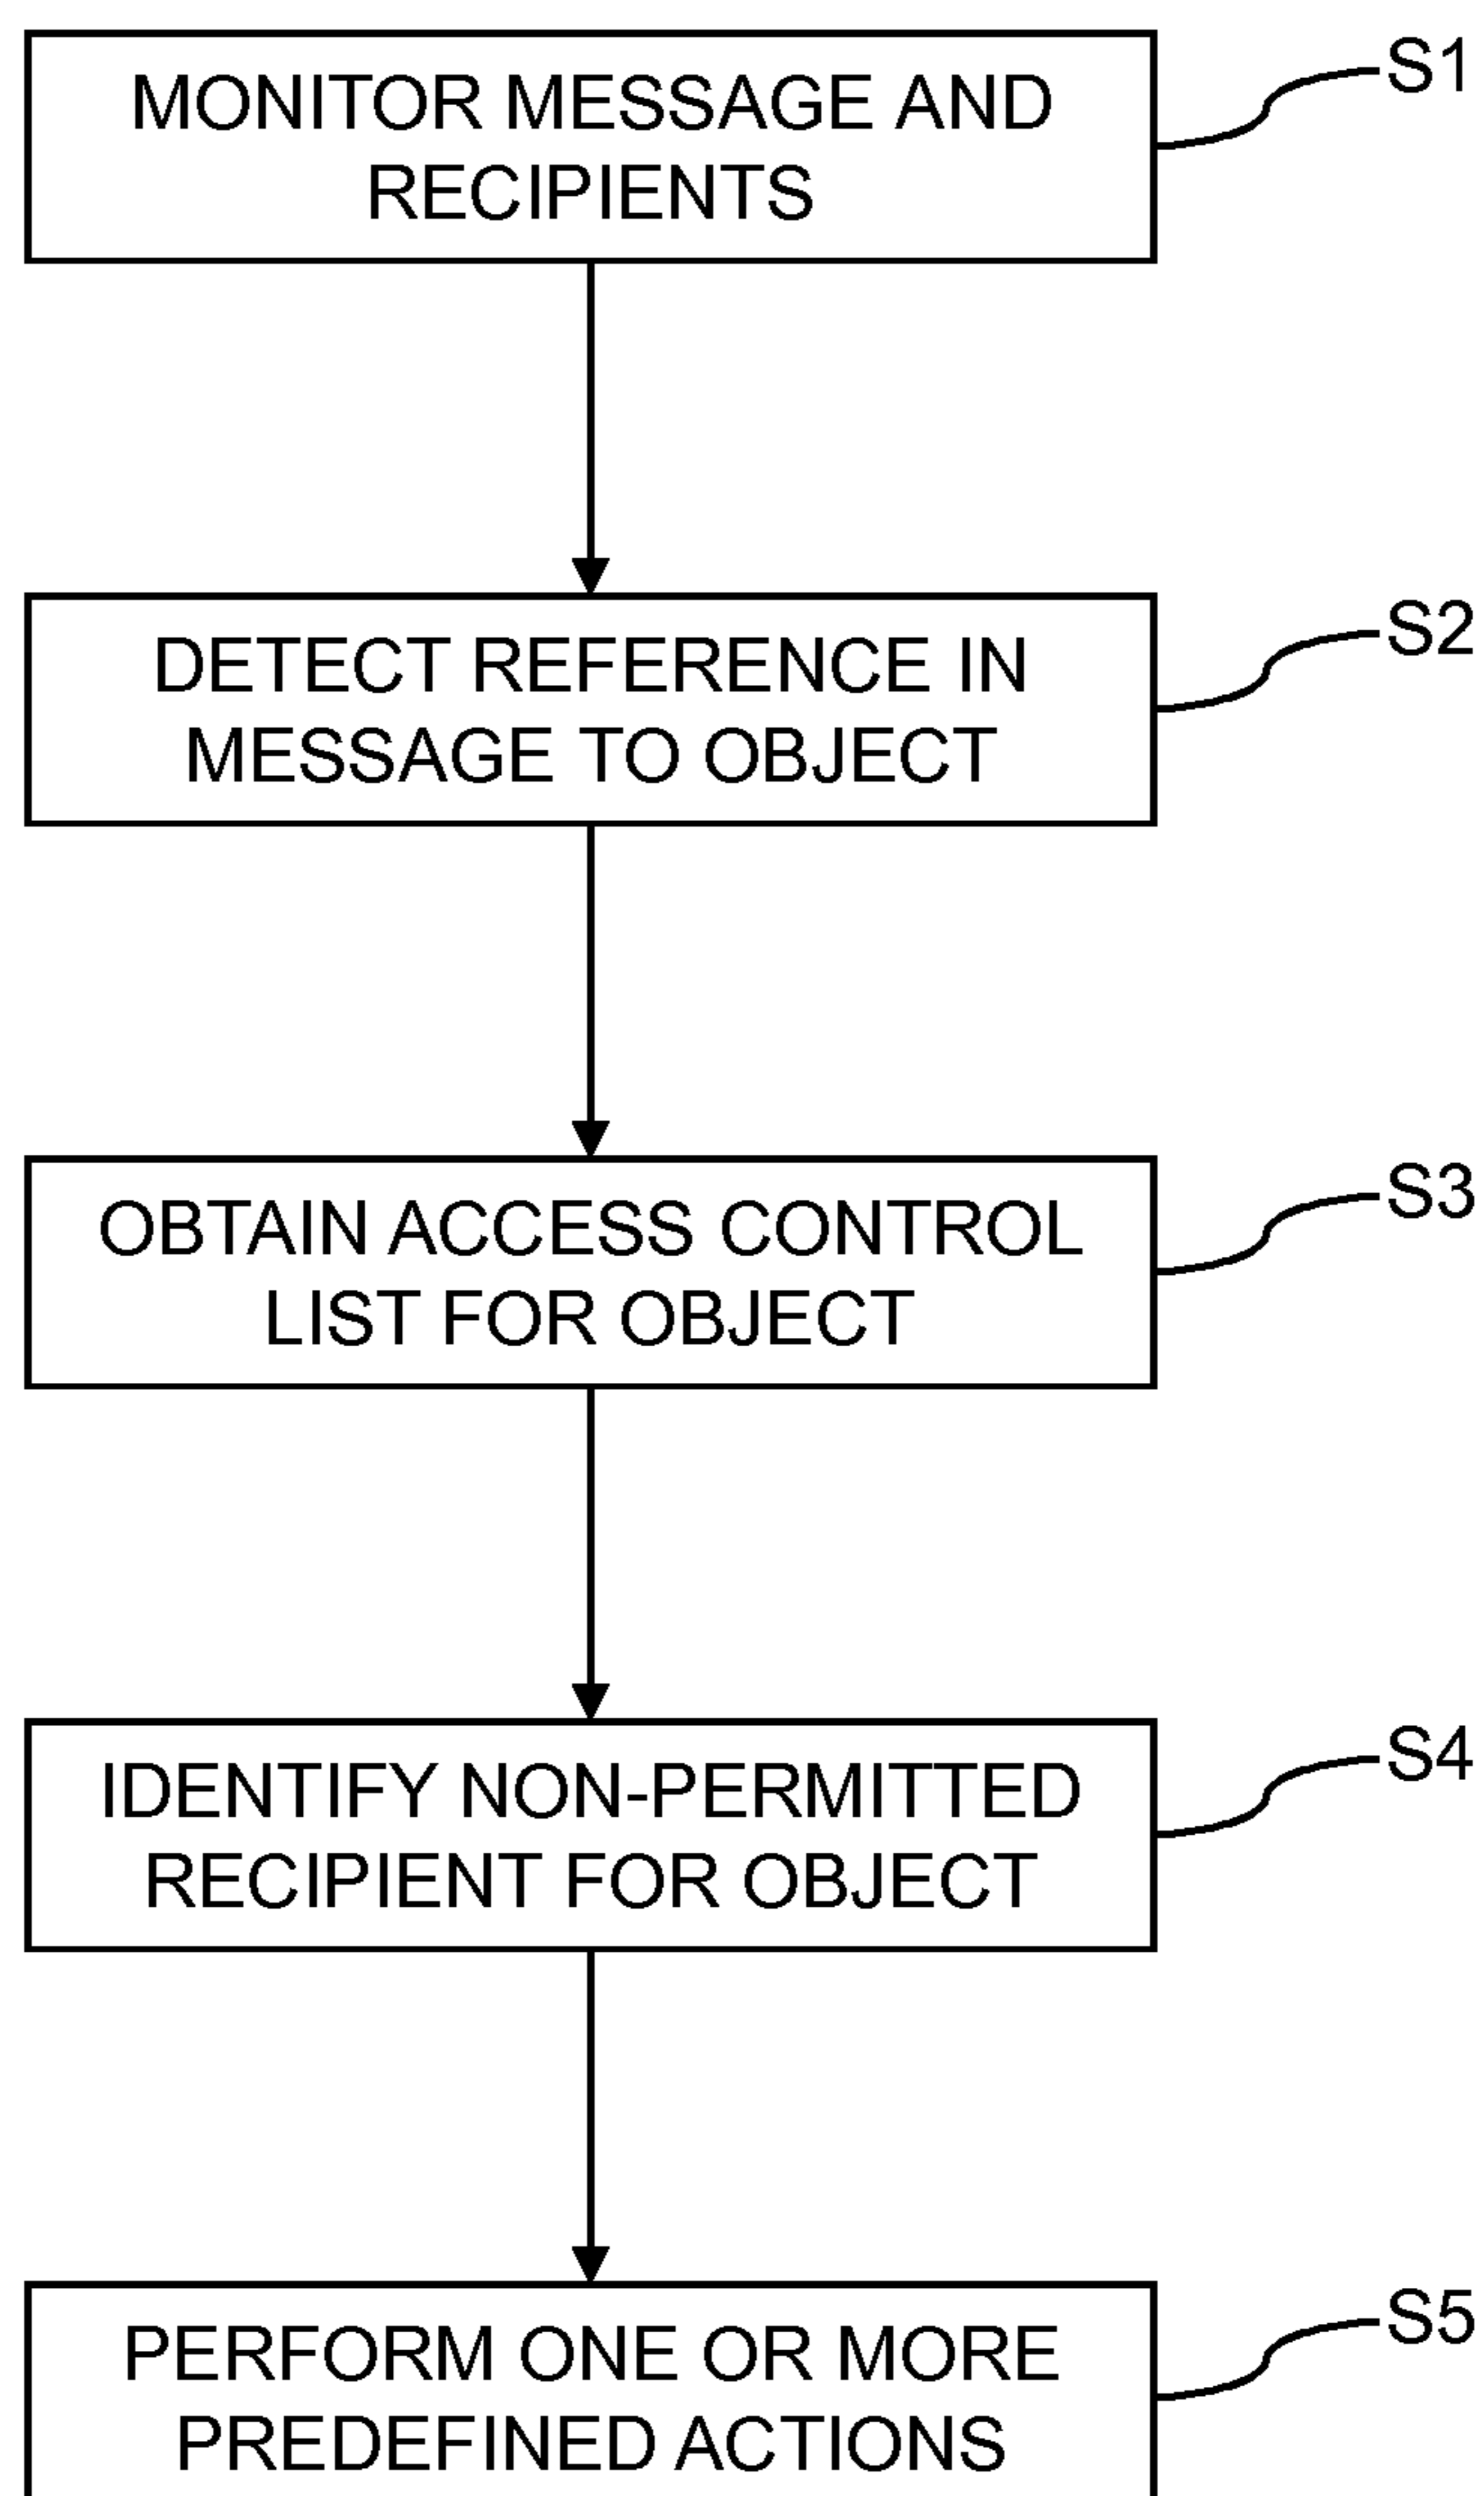 MONITOR MESSAGE AND
RECIPIENTS
S1
DETECT REFERENCE IN
MESSAGE TO OBJECT
S2
OBTAIN ACCESS CONTROL
LIST FOR OBJECT
S3
IDENTIFY NON-PERMITTED
RECIPIENT FOR OBJECT
S4
PERFORM ONE OR MORE
PREDEFINED ACTIONS
S5